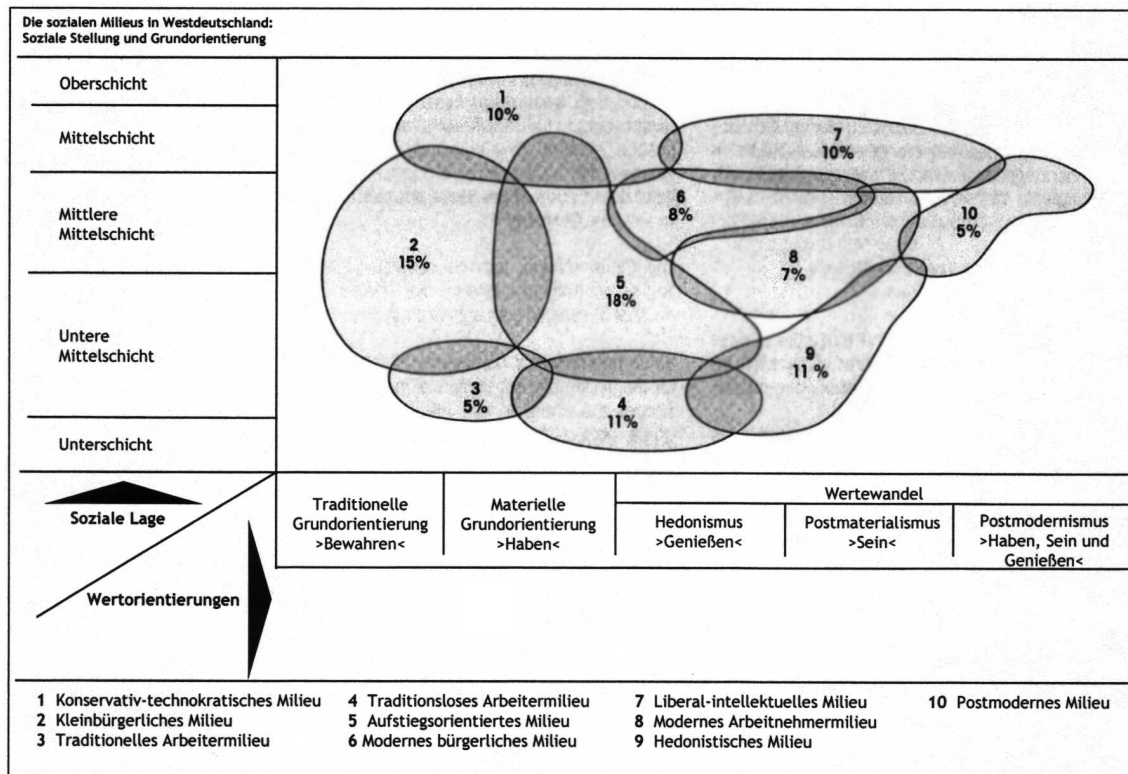 Die sozialen Milieus in Westdeutschland:
Soziale Stellung und Grundorientierung
Oberschicht
Mittelschicht
Mittlere
Mittelschicht
Untere
Mittelschicht
Unterschicht
1
10%
7
10%
6
8%
10
5%
2
15%
8
7%
5
18%
9
11 %
3
5%
4
11%
Soziale Lage
Wertorientierungen
Traditionelle
Grundorientierung
>Bewahren<
Materielle
Grundorientierung
>Haben<
Wertewandel
Hedonismus
>Genießen<
Postmaterialismus
>Sein<
Postmodernismus
>Haben, Sein und
Genießen<
1 Konservativ-technokratisches Milieu
2 Kleinbürgerliches Milieu
3 Traditionelles Arbeitermilieu
4 Traditionsloses Arbeitermilieu
5 Aufstiegsorientiertes Milieu
6 Modernes bürgerliches Milieu
7 Liberal-intellektuelles Milieu
8 Modernes Arbeitnehmermilieu
9 Hedonistisches Milieu
10 Postmodernes Milieu